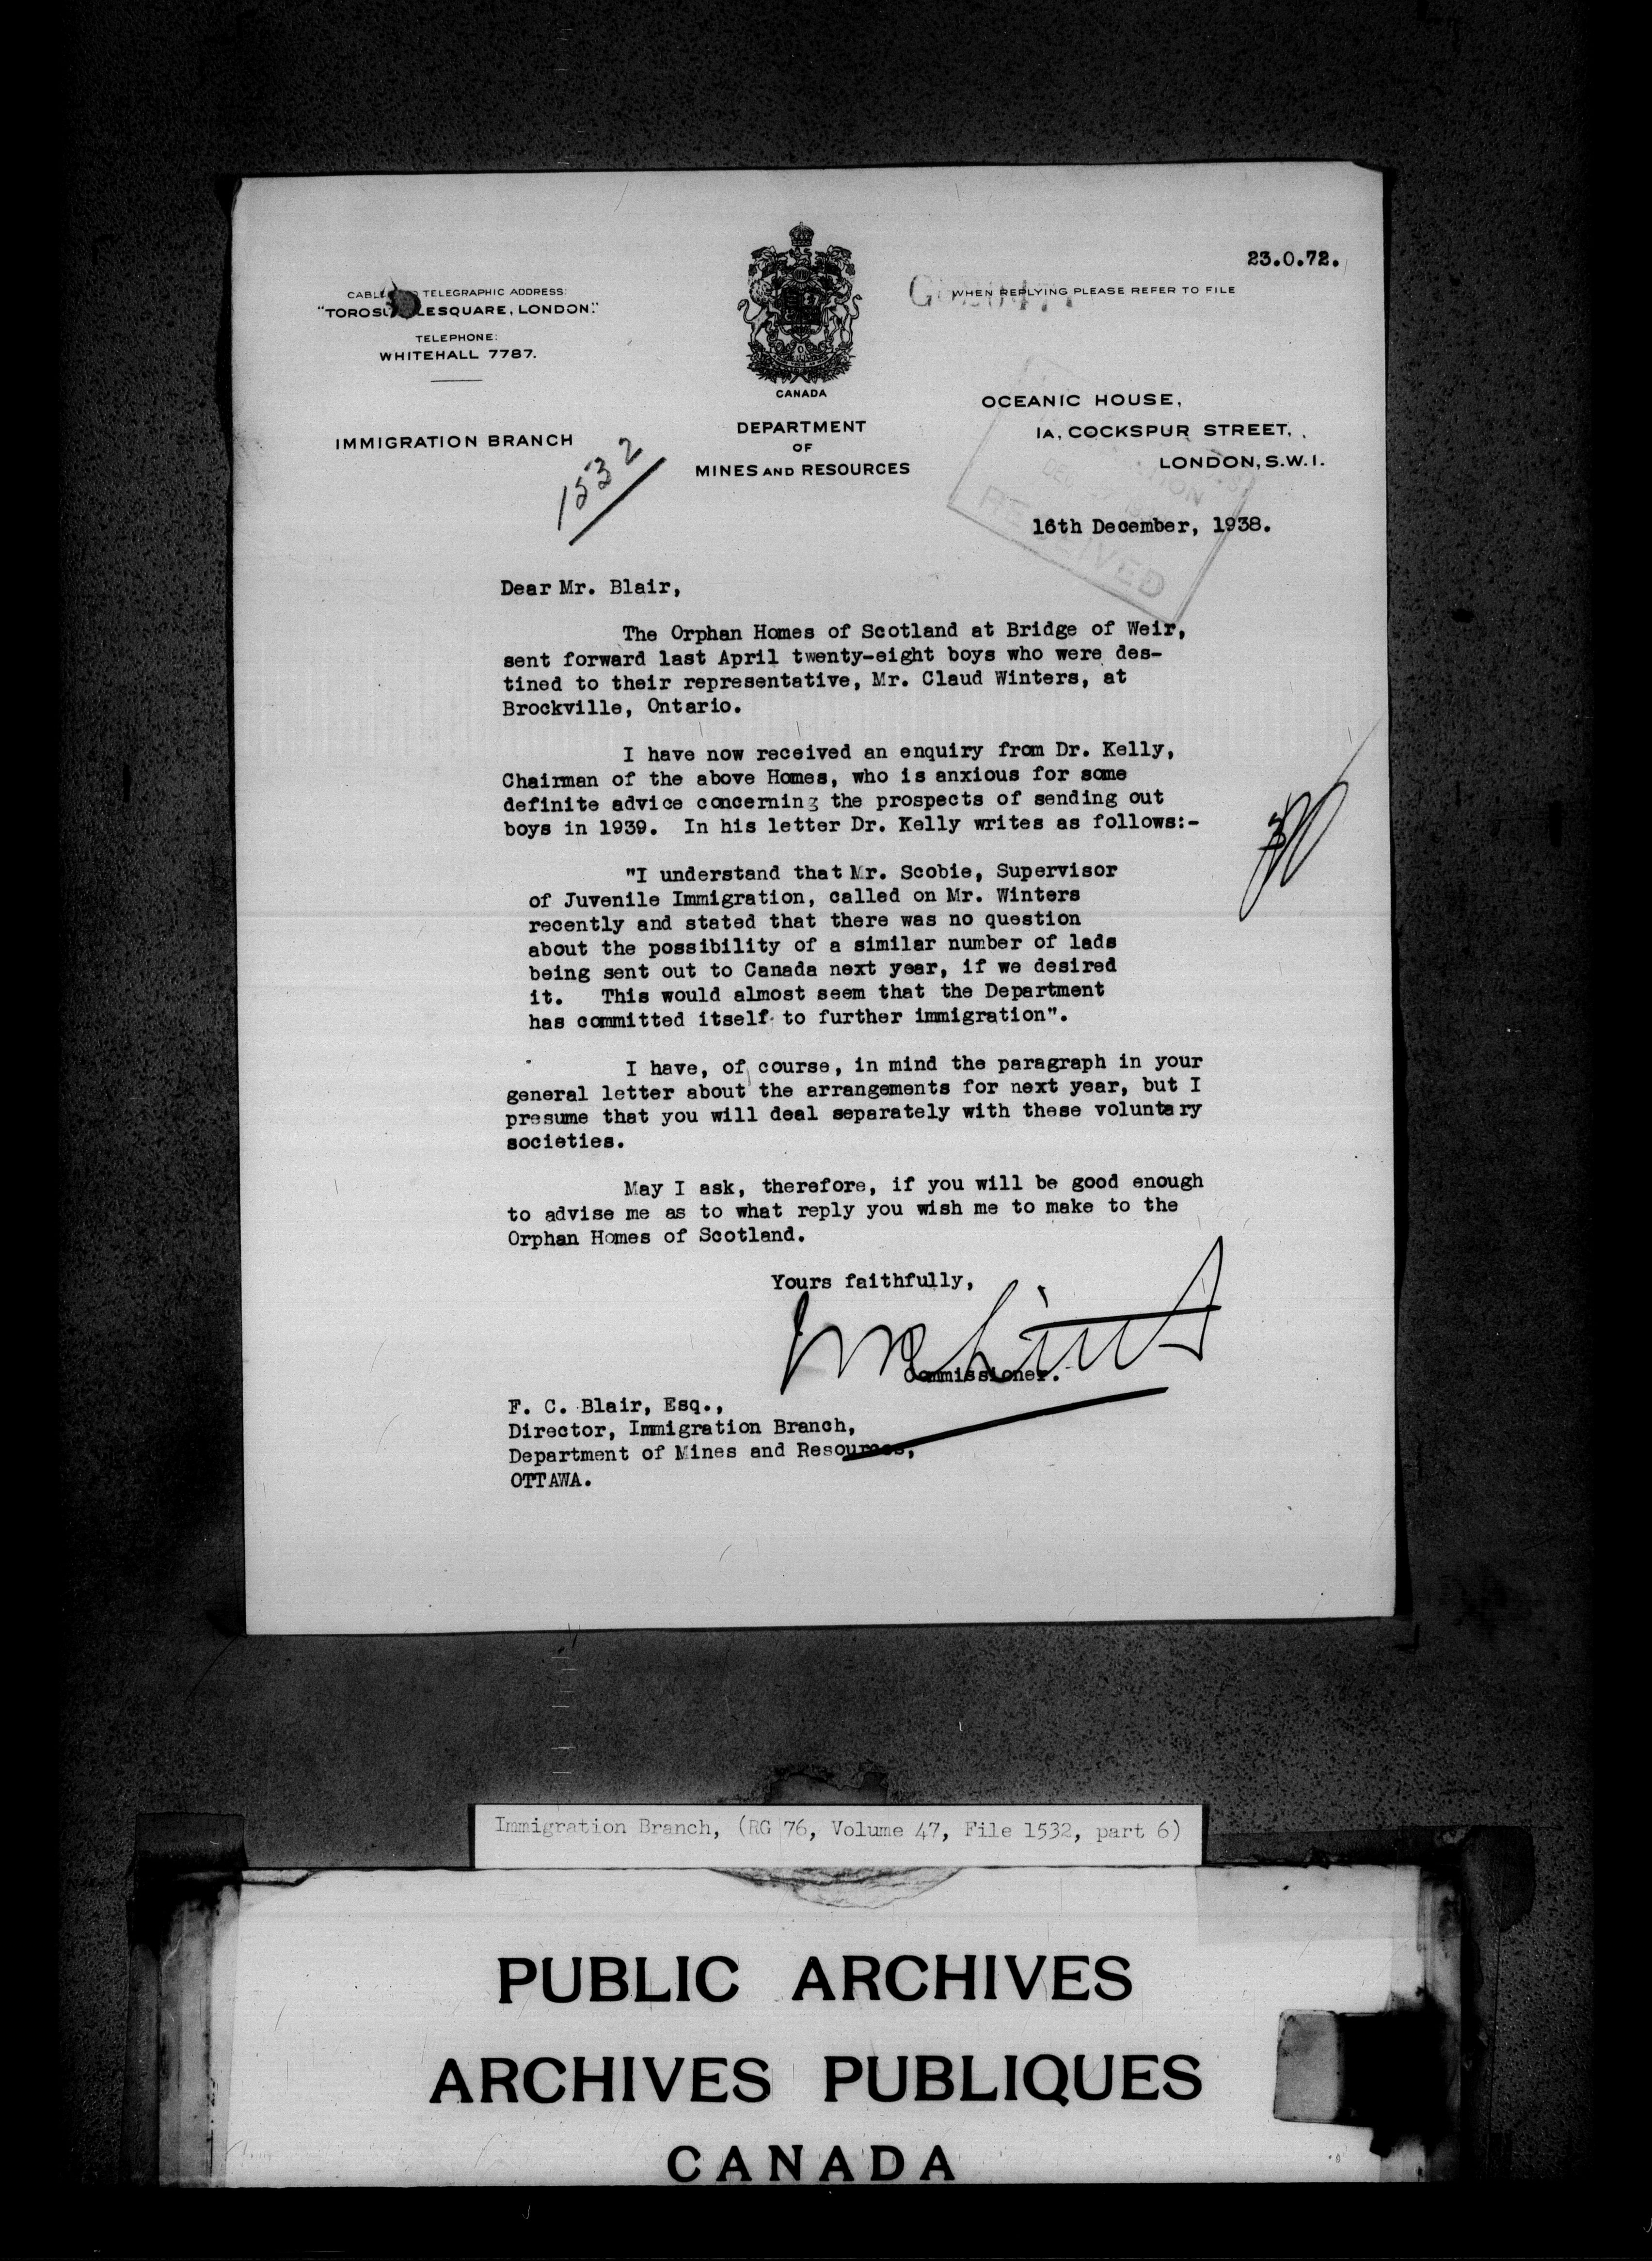 23.0.72.
CABLE TELEGRAPHIC ADDRESS:
"TOROSU LESQUARE, LONDON."
TELEPHONE:
WHITEHALL 7787.
WHEN REPLYING PLEASE REFER TO FILE
CANADA
IMMIGRATION BRANCH
1532
DEPARTMENT
OF
MINES AND RESOURCES
OCEANIC HOUSE,
1A, COCKSPUR STREET,
LONDON, S.W.1.
RECEIVED
16th December, 1938.
Dear Mr. Blair,
The Orphan Homes of Scotland at Bridge of Weir,
sent forward last April twenty-eight boys who were des-
tined to their representative, Mr. Claud Winters, at
Brockville, Ontario.
I have now received an enquiry from Dr. Kelly,
Chairman of the above Homes, who is anxious for some
definite advice concerning the prospects of sending out
boys in 1939. In his letter Dr. Kelly writes as follows:-
"I understand that Mr. Scobie, Supervisor
of Juvenile Immigration, called on Mr. Winters
recently and stated that there was no question
about the possibility of a similar number of lads
being sent out to Canada next year, if we desired
it. This would almost seem that the Department
has committed itself to further immigration".
I have, of course, in mind the paragraph in your
general letter about the arrangements for next year, but I
presume that you will deal separately with these voluntary
societies.
May I ask, therefore, if you will be good enough
to advise me as to what reply you wish me to make to the
Orphan Homes of Scotland.
Yours faithfully,
Commissioner.
F. C. Blair, Esq.,
Director, Immigration Branch,
Department of Mines and Resources,
OTTAWA.
Immigration Branch, (RG 76, Volume 47, File 1532, part 6)
PUBLIC ARCHIVES
ARCHIVES PUBLIQUES
CANADA